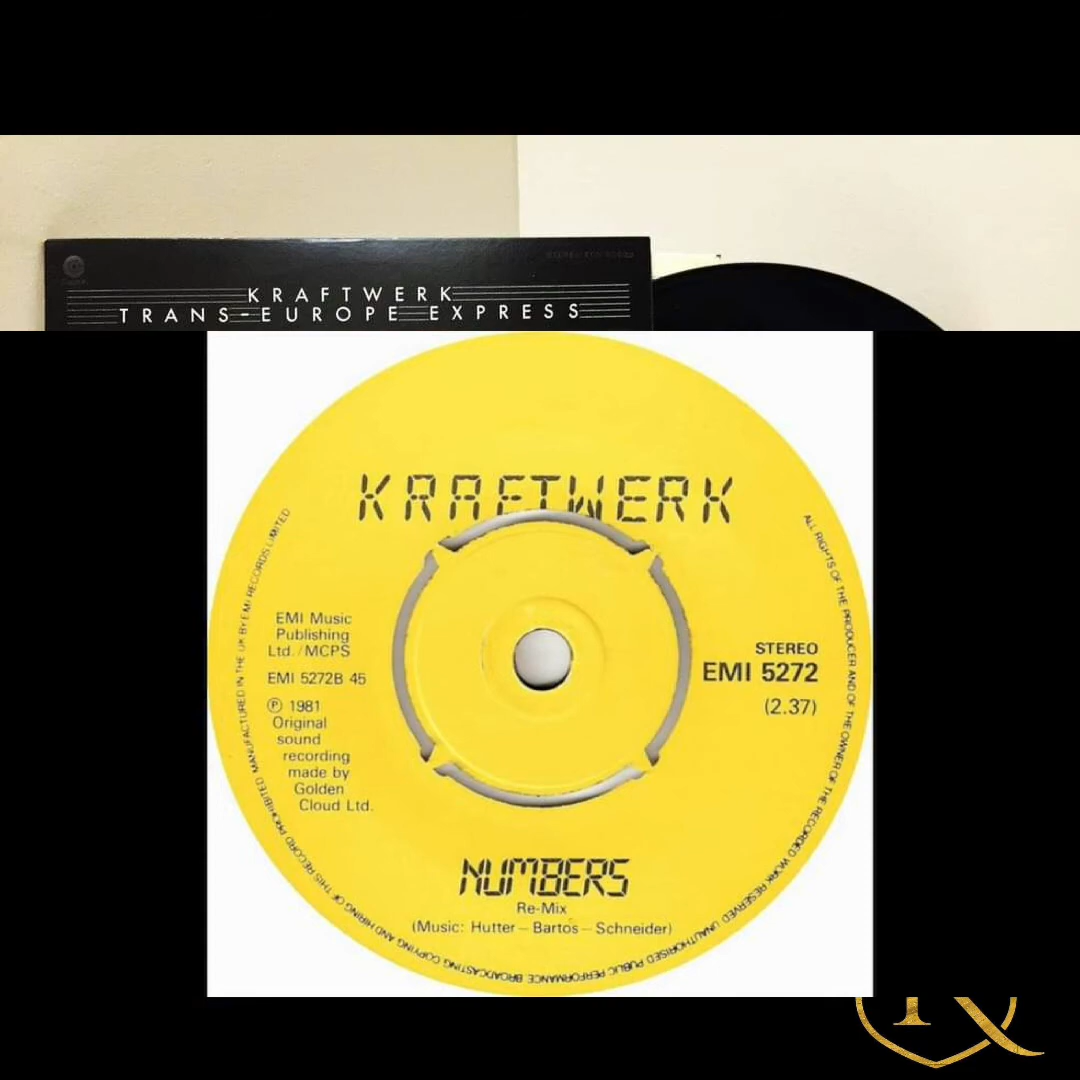 KRAFTWERK
TRANS-EUROPE EXPRESS
KRAFTWERK
EMI Music
Publishing
Ltd./MCPS
EMI 5272B 45
℗ 1981
Original
sound
recording
made by
Golden
Cloud Ltd.
STEREO
EMI 5272
(2.37)
NUMBERS
Re-Mix
(Music: Hutter – Bartos – Schneider)
ALL RIGHTS OF THE PRODUCER AND OF THE OWNER OF THE RECORDED WORK RESERVED UNAUTHORISED PUBLIC PERFORMANCE BROADCASTING COPYING AND HIRING OF THIS RECORD PROHIBITED MANUFACTURED IN THE UK BY EMI RECORDS LIMITED